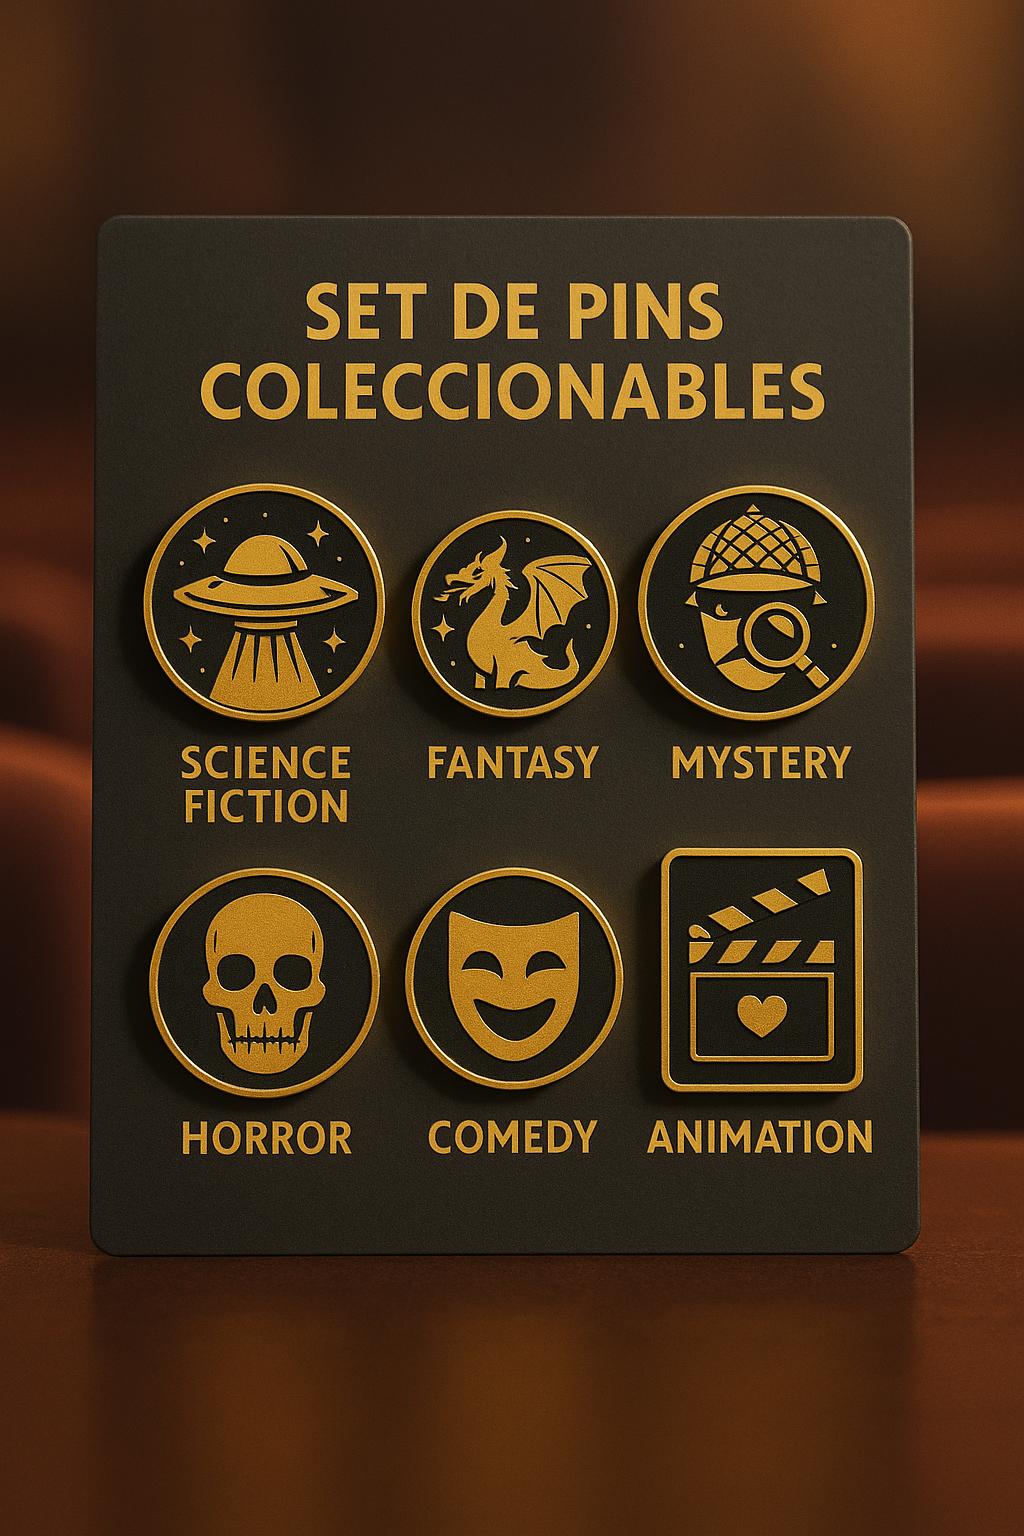 SET DE PINS
COLECCIONABLES
SCIENCE
FICTION
FANTASY
MYSTERY
HORROR
COMEDY
ANIMATION